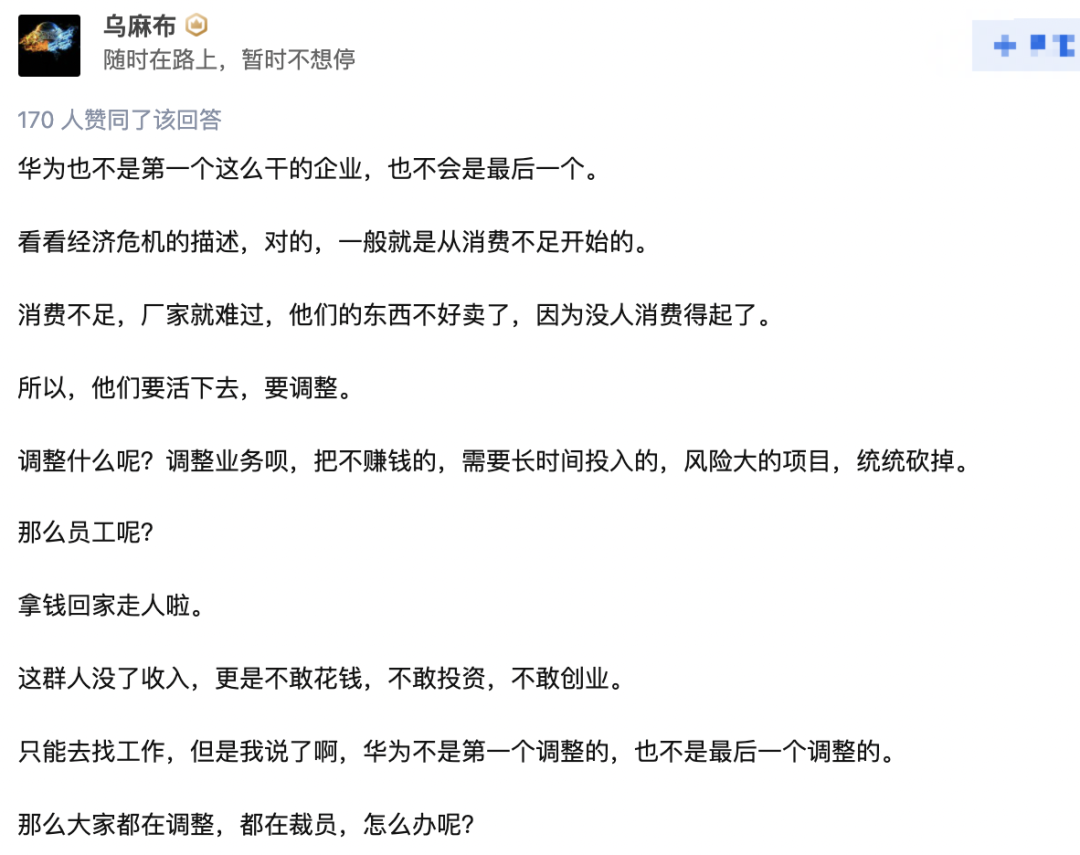 乌麻布
随时在路上，暂时不想停
170 人赞同了该回答
华为也不是第一个这么干的企业，也不会是最后一个。
看看经济危机的描述，对的，一般就是从消费不足开始的。
消费不足，厂家就难过，他们的东西不好卖了，因为没人消费得起了。
所以，他们要活下去，要调整。
调整什么呢？调整业务呗，把不赚钱的，需要长时间投入的，风险大的项目，统统砍掉。
那么员工呢？
拿钱回家走人啦。
这群人没了收入，更是不敢花钱，不敢投资，不敢创业。
只能去找工作，但是我说了啊，华为不是第一个调整的，也不是最后一个调整的。
那么大家都在调整，都在裁员，怎么办呢？